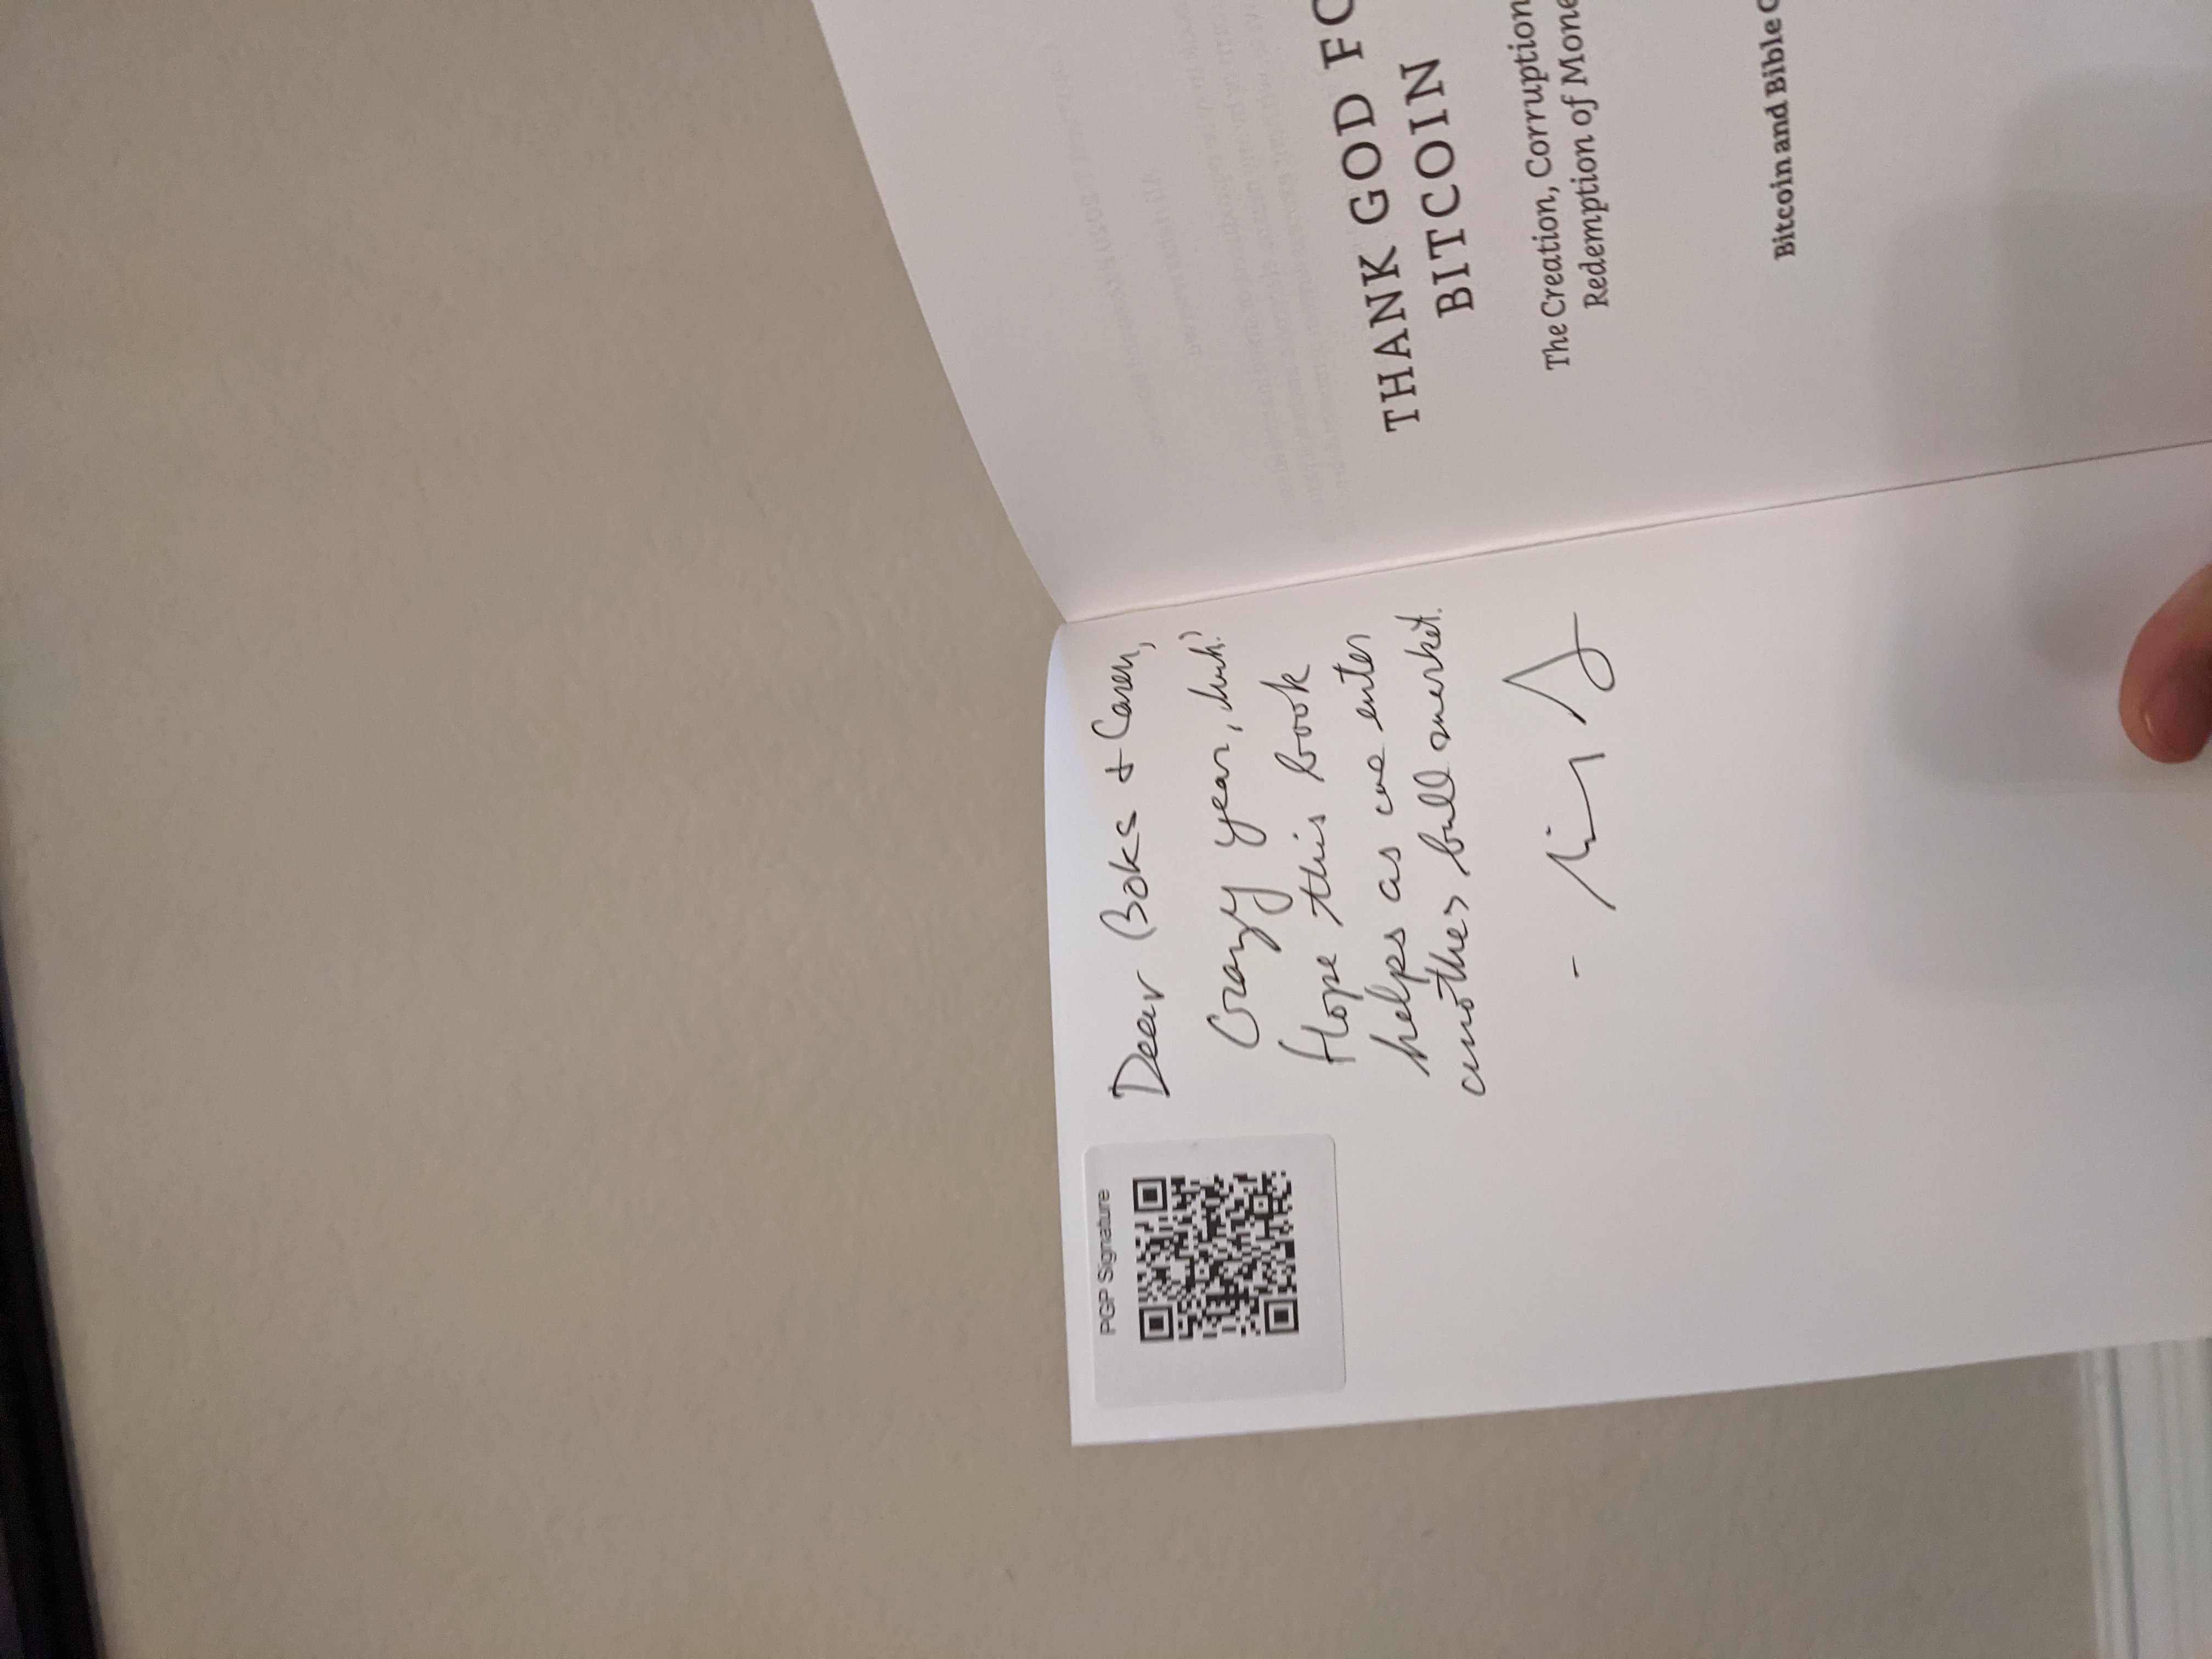 PGP Signature
Dear Boks + Caren,
Crazy year, huh?
Hope this book
helps as we enter
another bull market.
THANK GOD FO
BITCOIN
The Creation, Corruption
Redemption of Mone
Bitcoin and Bible